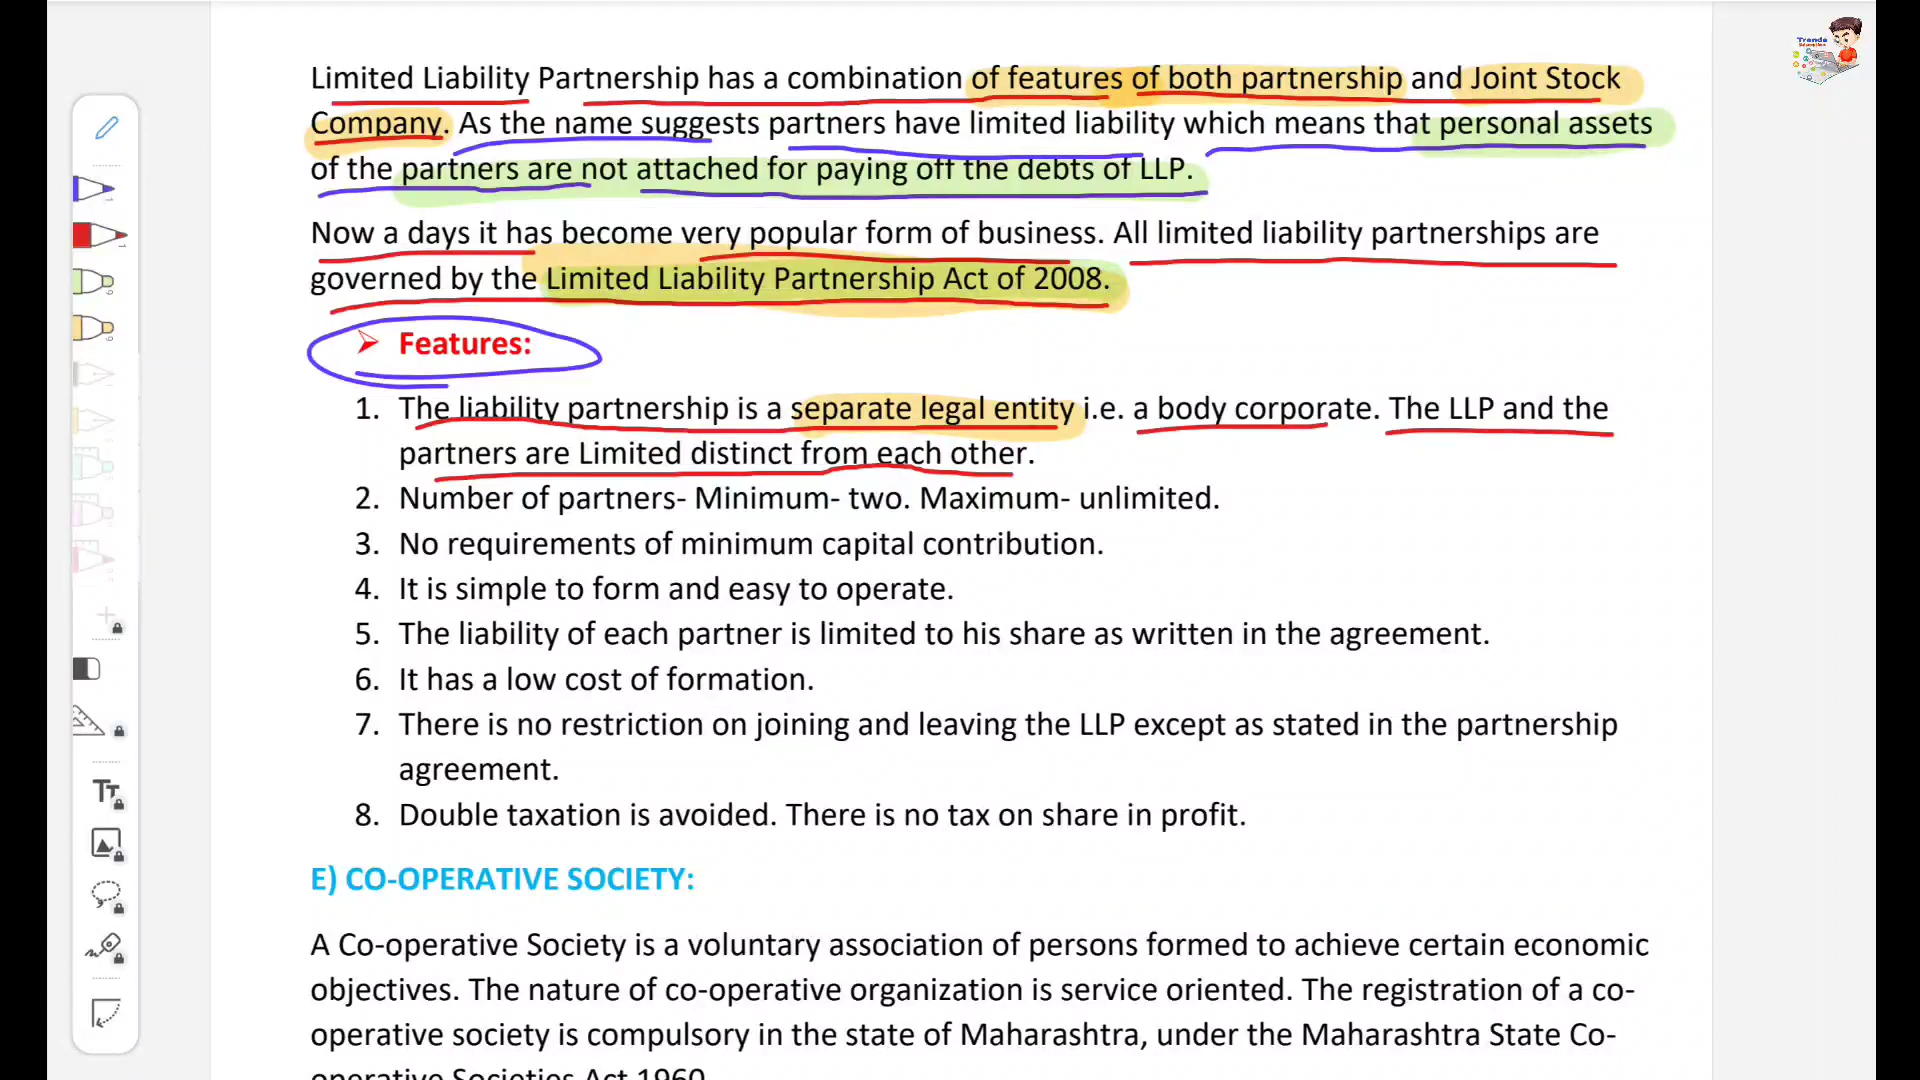 Limited Liability Partnership has a combination of features of both partnership and Joint Stock
Company. As the name suggests partners have limited liability which means that personal assets
of the partners are not attached for paying off the debts of LLP.
Now a days it has become very popular form of business. All limited liability partnerships are
governed by the Limited Liability Partnership Act of 2008.
➢ Features:
1. The liability partnership is a separate legal entity i.e. a body corporate. The LLP and the
partners are Limited distinct from each other.
2. Number of partners- Minimum- two. Maximum- unlimited.
3. No requirements of minimum capital contribution.
4. It is simple to form and easy to operate.
5. The liability of each partner is limited to his share as written in the agreement.
6. It has a low cost of formation.
7. There is no restriction on joining and leaving the LLP except as stated in the partnership
agreement.
8. Double taxation is avoided. There is no tax on share in profit.
E) CO-OPERATIVE SOCIETY:
A Co-operative Society is a voluntary association of persons formed to achieve certain economic
objectives. The nature of co-operative organization is service oriented. The registration of a co-
operative society is compulsory in the state of Maharashtra, under the Maharashtra State Co-
operative Societies Act 1960